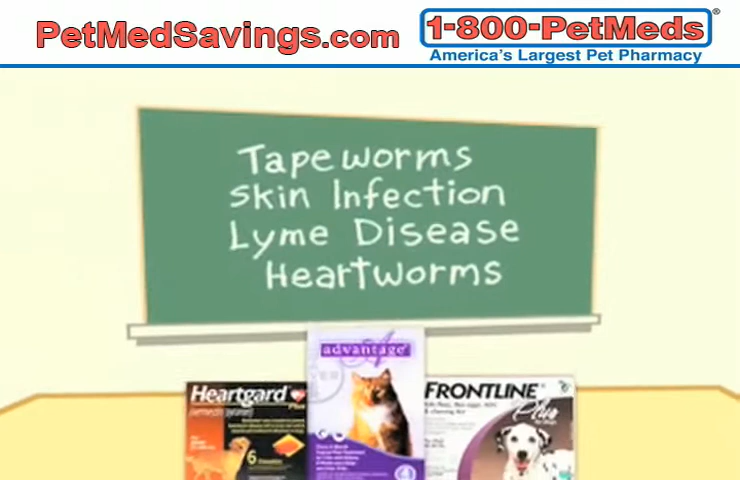 PetMedSavings.com
1-800-PetMeds®
America's Largest Pet Pharmacy
Tapeworms
Skin Infection
Lyme Disease
Heartworms
advantage
Heartgard
Plus
6
FRONTLINE
Plus
4